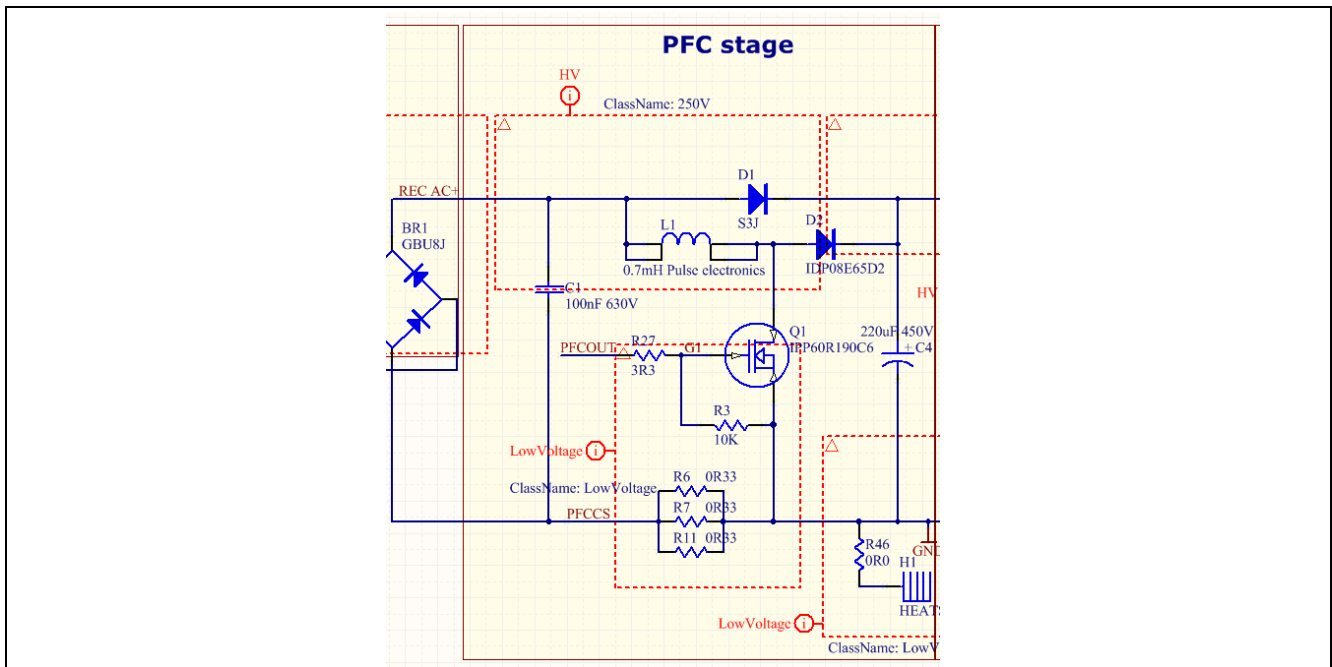 PFC stage
HV
ClassName: 250V
D1
REC AC+
S3J
BR1
GBU8J
L1
D2
0.7mH Pulse electronics
IDP08E65D2
C1
100nF 630V
HV
R27
Q1
220uF 450V
PFCOUT
G1
IPP60R190C6
+ C4
3R3
R3
10K
LowVoltage
R6 0R33
ClassName: LowVoltage
R7 0R33
PFCCS
R11 0R33
R46
0R0
GND
H1
HEATS
LowVoltage
ClassName: LowV